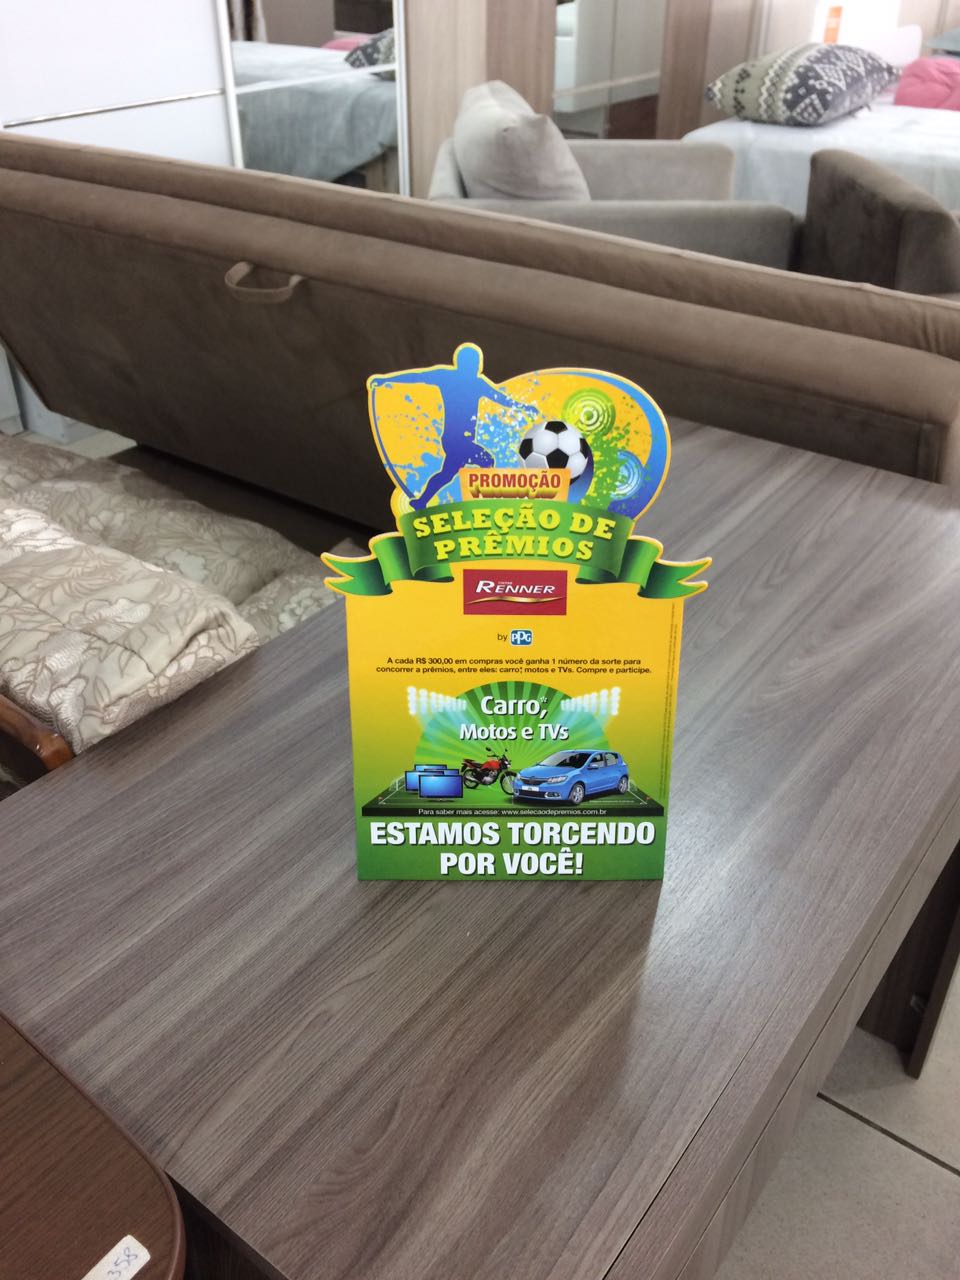 PROMOÇÃO
SELEÇÃO DE
PRÊMIOS
TINTAS
RENNER
by PPG
A cada R$ 300,00 em compras você ganha 1 número da sorte para
concorrer a prêmios, entre eles: carro*, motos e TVs. Compre e participe.
Carro*,
Motos e TVs
Para saber mais acesse: www.selecaodepremios.com.br
ESTAMOS TORCENDO
POR VOCÊ!
358